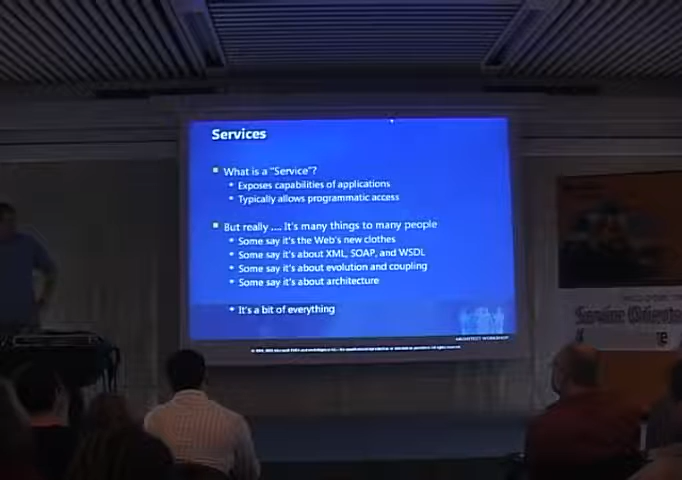 Services
What is a "Service"?
Exposes capabilities of applications
Typically allows programmatic access
But really .... It's many things to many people
Some say it's the Web's new clothes
Some say it's about XML, SOAP, and WSDL
Some say it's about evolution and coupling
Some say it's about architecture
It's a bit of everything
ARCHITECT WORKSHOP